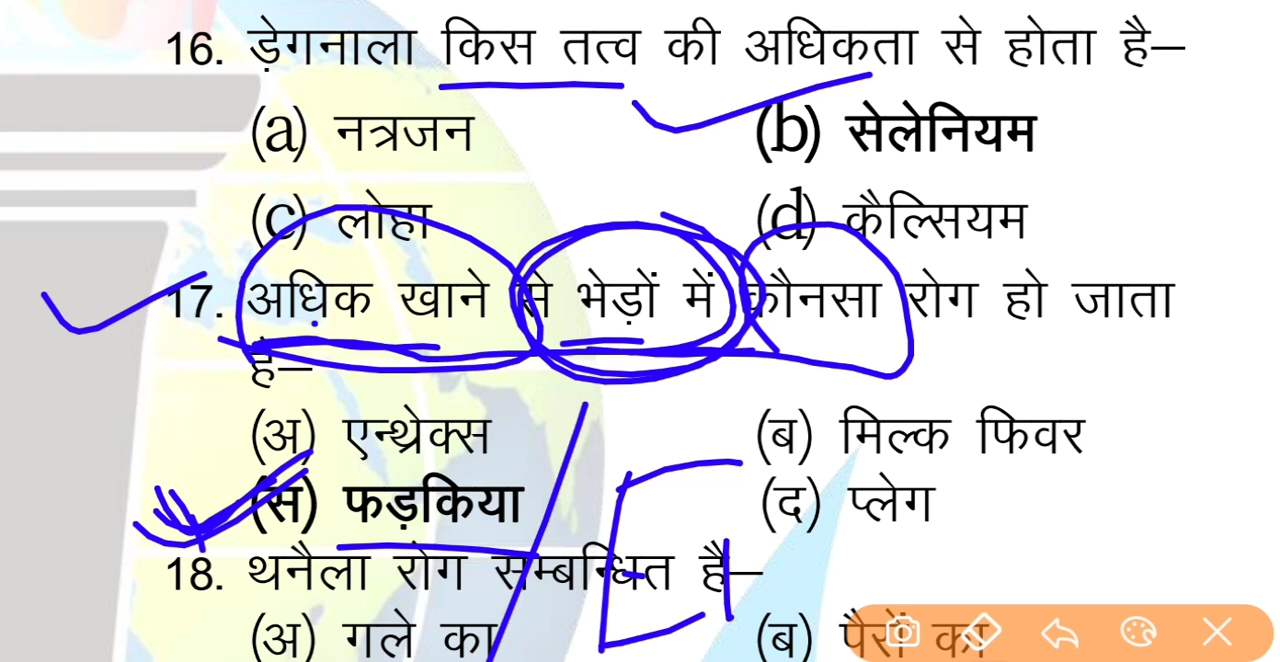 16. ड़ेगनाला किस तत्व की अधिकता से होता है–
(a) नत्रजन (b) सेलेनियम
(c) लोहा (d) कैल्सियम
17. अधिक खाने से भेड़ों में कौनसा रोग हो जाता
है–
(अ) एन्थ्रेक्स (ब) मिल्क फिवर
(स) फड़किया (द) प्लेग
18. थनैला रोग सम्बन्धित है–
(अ) गले का (ब) पैरों का